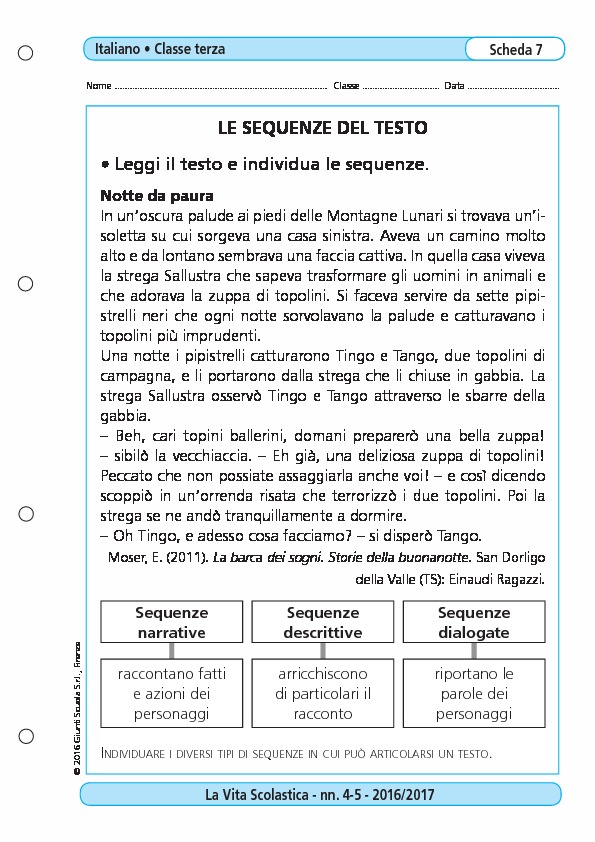 Italiano • Classe terza
Scheda 7
Nome ........ Classe ........ Data ........
LE SEQUENZE DEL TESTO
• Leggi il testo e individua le sequenze.
Notte da paura
In un'oscura palude ai piedi delle Montagne Lunari si trovava un'i-
soletta su cui sorgeva una casa sinistra. Aveva un camino molto
alto e da lontano sembrava una faccia cattiva. In quella casa viveva
la strega Sallustra che sapeva trasformare gli uomini in animali e
che adorava la zuppa di topolini. Si faceva servire da sette pipi-
strelli neri che ogni notte sorvolavano la palude e catturavano i
topolini più imprudenti.
Una notte i pipistrelli catturarono Tingo e Tango, due topolini di
campagna, e li portarono dalla strega che li chiuse in gabbia. La
strega Sallustra osservò Tingo e Tango attraverso le sbarre della
gabbia.
– Beh, cari topini ballerini, domani preparerò una bella zuppa!
– sibilò la vecchiaccia. – Eh già, una deliziosa zuppa di topolini!
Peccato che non possiate assaggiarla anche voi! – e così dicendo
scoppiò in un'orrenda risata che terrorizzò i due topolini. Poi la
strega se ne andò tranquillamente a dormire.
– Oh Tingo, e adesso cosa facciamo? – si disperò Tango.
Moser, E. (2011). La barca dei sogni. Storie della buonanotte. San Dorligo
della Valle (TS): Einaudi Ragazzi.
Sequenze
narrative
Sequenze
descrittive
Sequenze
dialogate
raccontano fatti
e azioni dei
personaggi
arricchiscono
di particolari il
racconto
riportano le
parole dei
personaggi
INDIVIDUARE I DIVERSI TIPI DI SEQUENZE IN CUI PUÒ ARTICOLARSI UN TESTO.
© 2016 Giunti Scuola S.r.l., Firenze
La Vita Scolastica - nn. 4-5 - 2016/2017